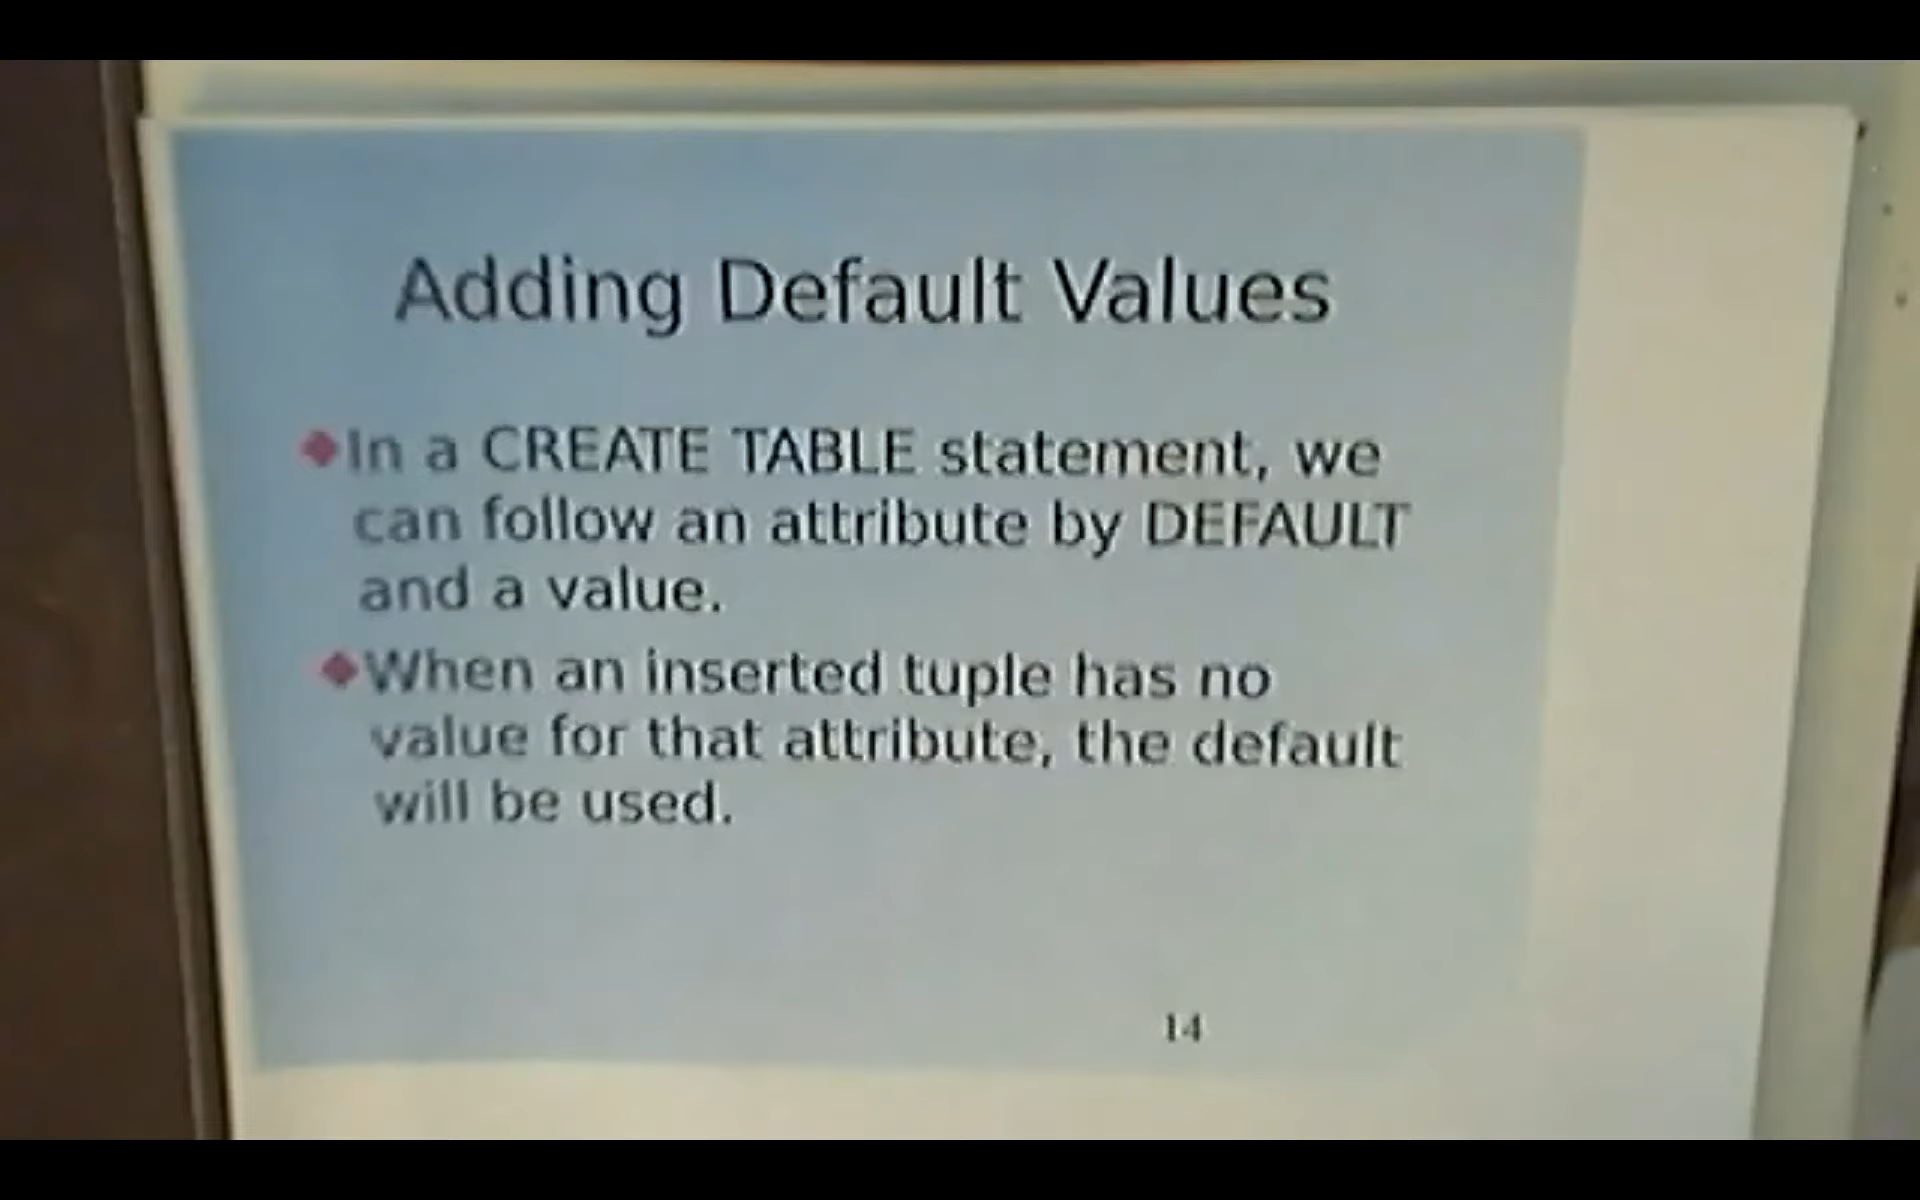 Adding Default Values
In a CREATE TABLE statement, we
can follow an attribute by DEFAULT
and a value.
When an inserted tuple has no
value for that attribute, the default
will be used.
14